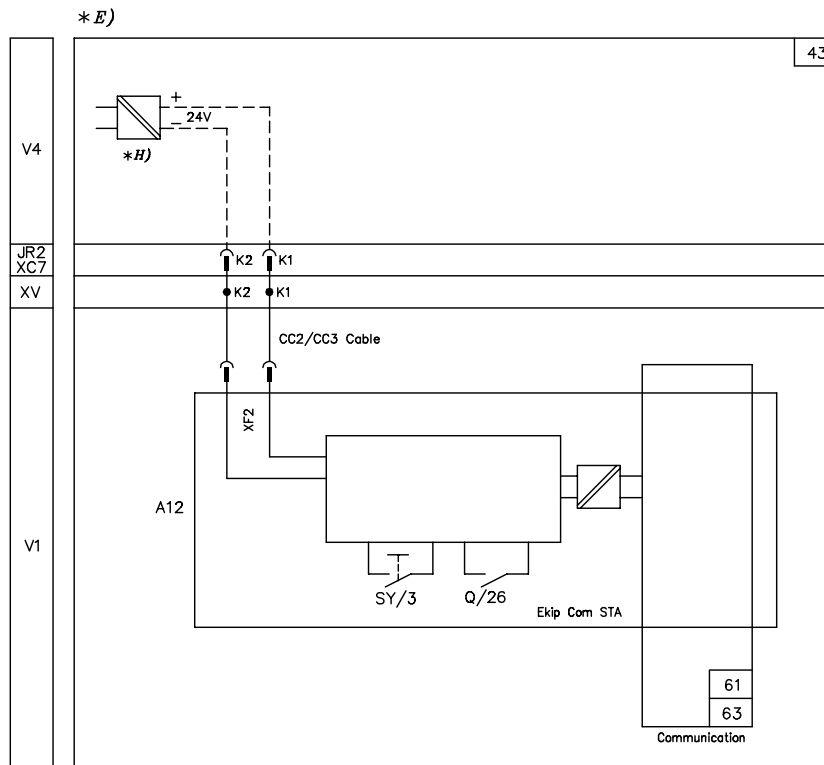 *E)
43
+
24V
–
*H)
V4
JR2
XC7
K2 K1
XV
K2 K1
CC2/CC3 Cable
XF2
A12
V1
SY/3
Q/26
Ekip Com STA
61
63
Communication